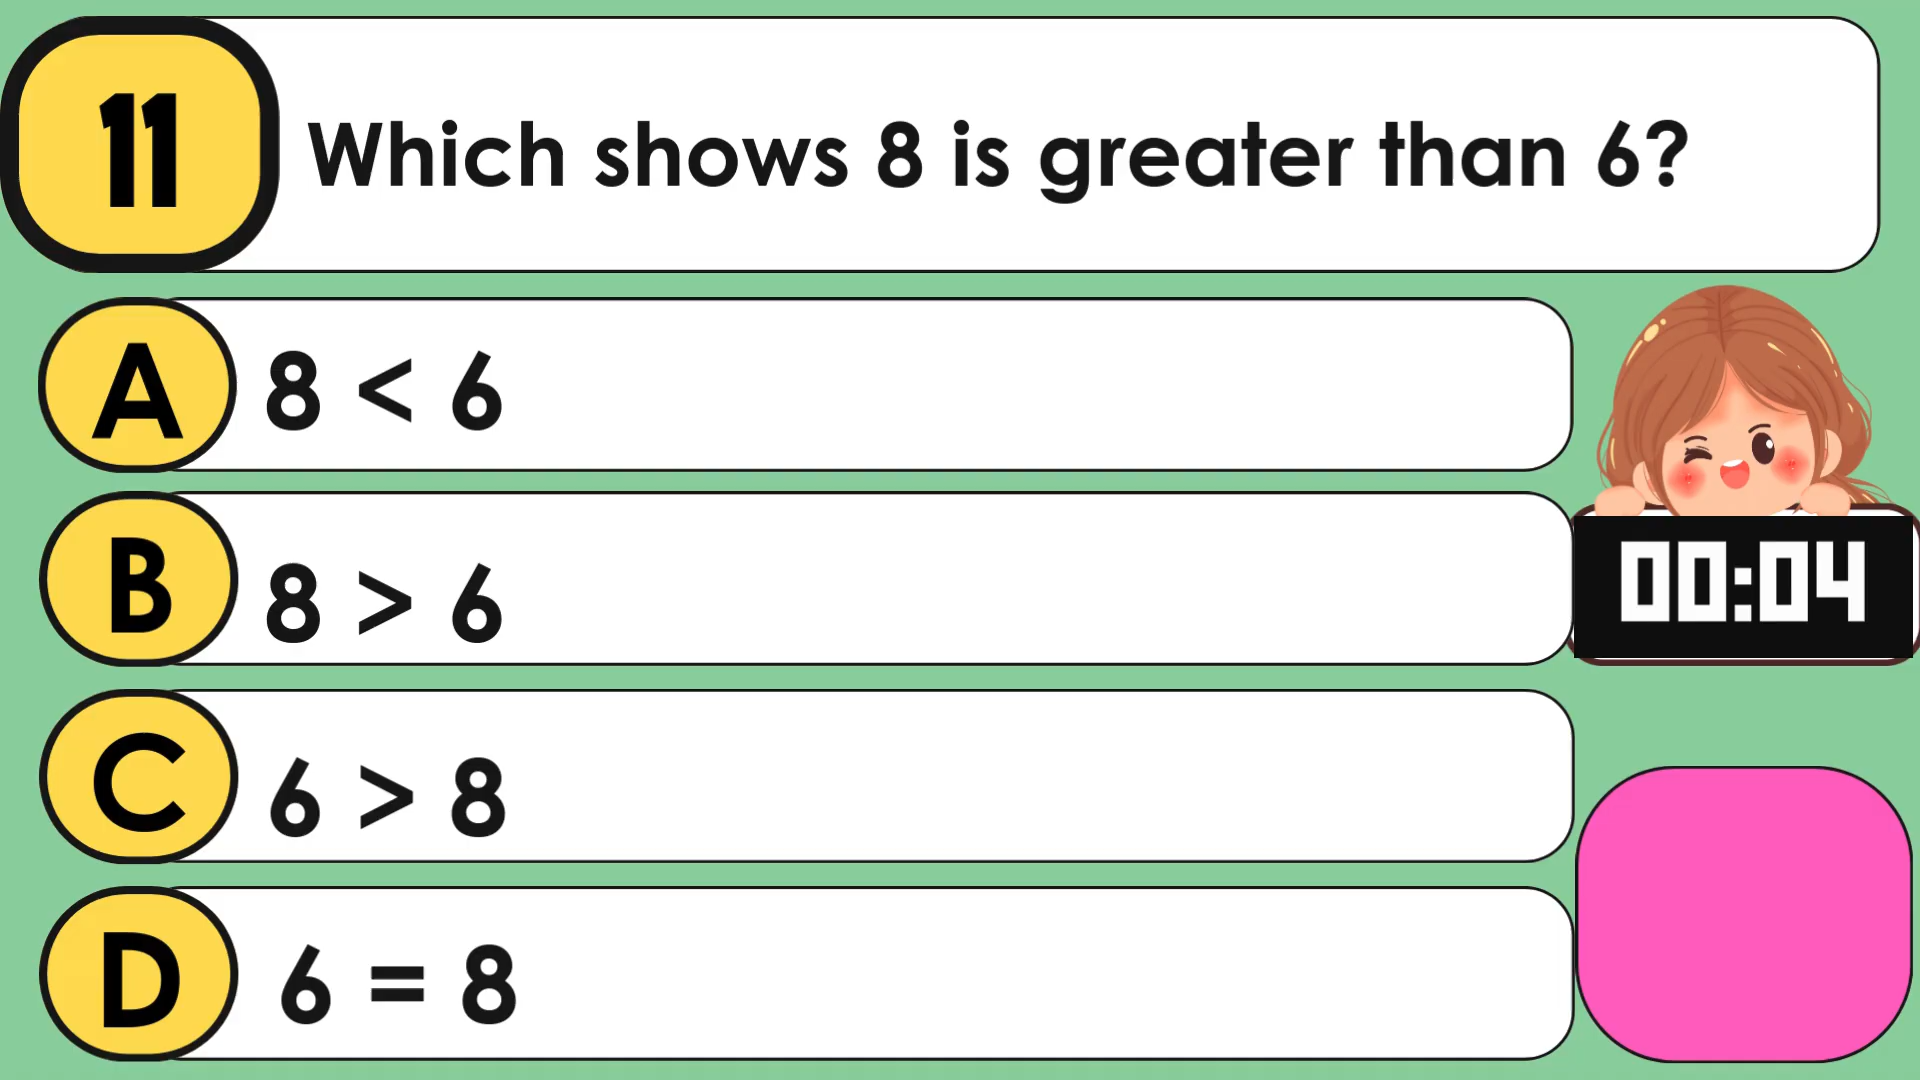 11
Which shows 8 is greater than 6?
A
8 < 6
B
8 > 6
00:04
C
6 > 8
D
6 = 8